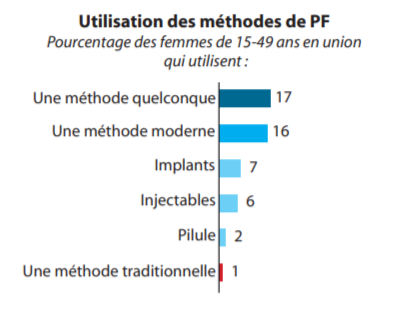 Utilisation des méthodes de PF
Pourcentage des femmes de 15-49 ans en union
qui utilisent :
Une méthode quelconque 17
Une méthode moderne 16
Implants 7
Injectables 6
Pilule 2
Une méthode traditionnelle 1